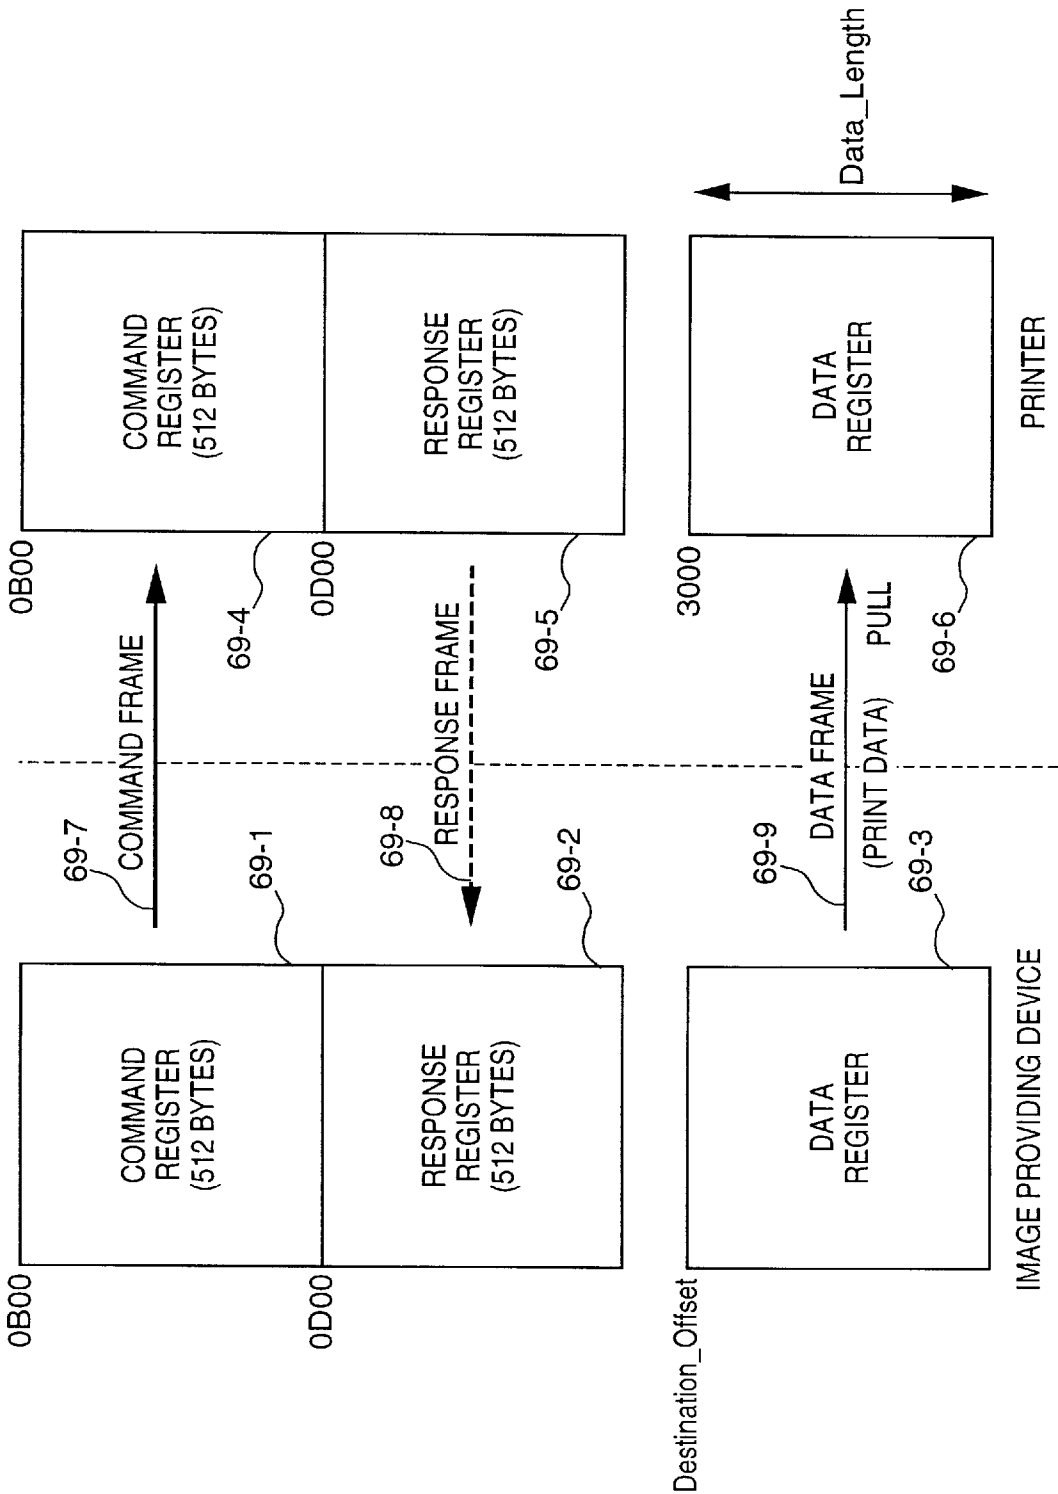 0B00
COMMAND
REGISTER
(512 BYTES)
69-1
0D00
RESPONSE
REGISTER
(512 BYTES)
69-2
Destination_Offset
DATA
REGISTER
69-3
IMAGE PROVIDING DEVICE
69-7
COMMAND FRAME
69-8
RESPONSE FRAME
69-9
DATA FRAME
(PRINT DATA)
PULL
0B00
COMMAND
REGISTER
(512 BYTES)
69-4
0D00
RESPONSE
REGISTER
(512 BYTES)
69-5
3000
DATA
REGISTER
69-6
Data_Length
PRINTER